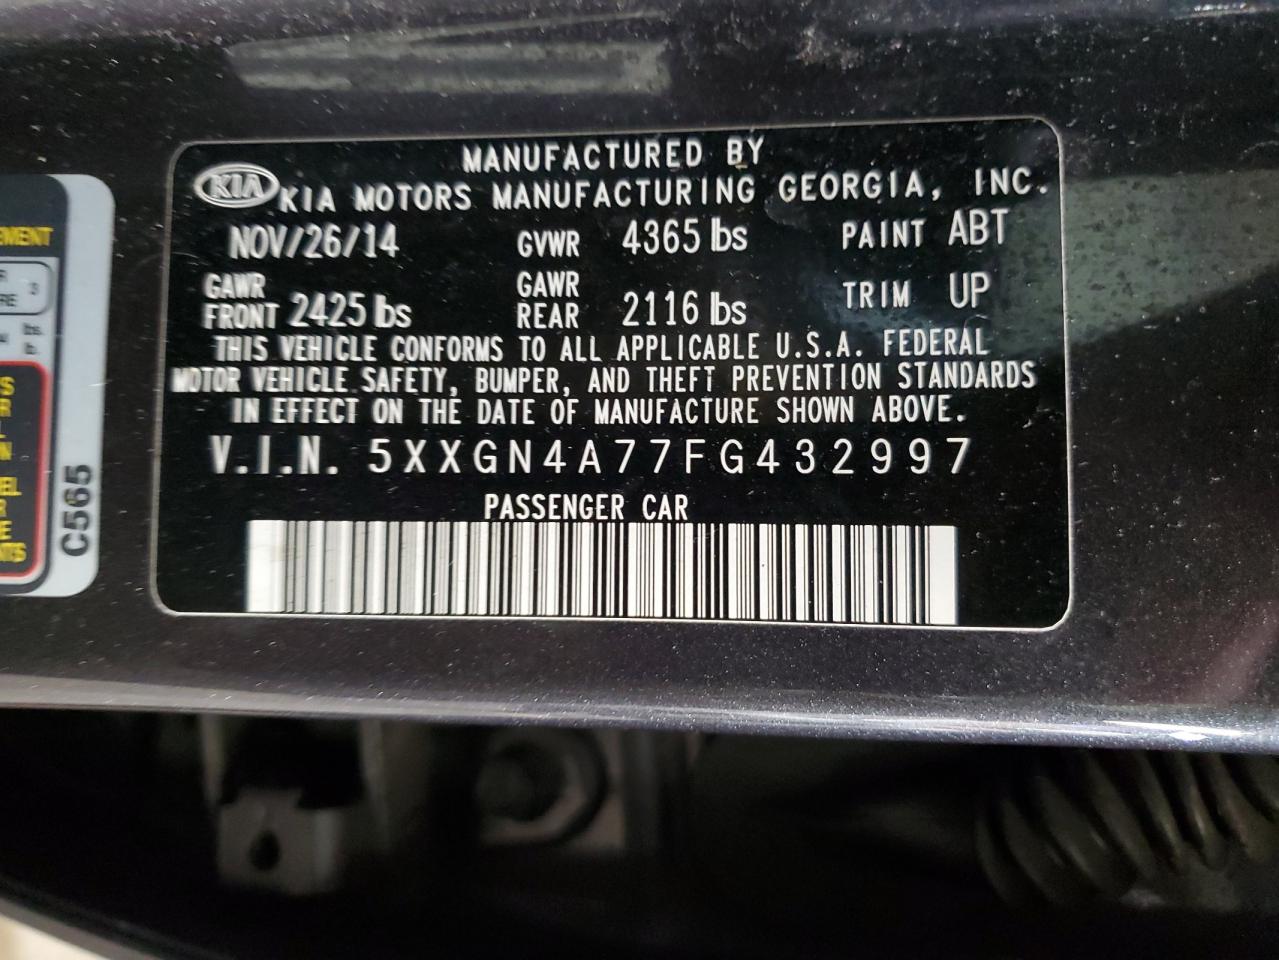 MANUFACTURED BY
KIA KIA MOTORS MANUFACTURING GEORGIA, INC.
NOV/26/14 GVWR 4365 lbs PAINT ABT
GAWR FRONT 2425 lbs GAWR REAR 2116 lbs TRIM UP
THIS VEHICLE CONFORMS TO ALL APPLICABLE U.S.A. FEDERAL
MOTOR VEHICLE SAFETY, BUMPER, AND THEFT PREVENTION STANDARDS
IN EFFECT ON THE DATE OF MANUFACTURE SHOWN ABOVE.
V.I.N. 5XXGN4A77FG432997
PASSENGER CAR
C565